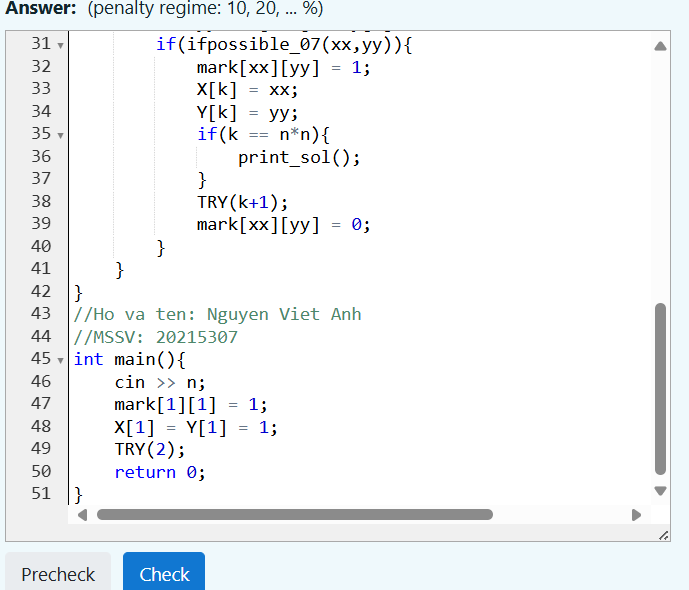 Answer: (penalty regime: 10, 20, ... %)
31 if(ifpossible_07(xx,yy)){
32 mark[xx][yy] = 1;
33 X[k] = xx;
34 Y[k] = yy;
35 if(k == n*n){
36 print_sol();
37 }
38 TRY(k+1);
39 mark[xx][yy] = 0;
40 }
41 }
42 }
43 //Ho va ten: Nguyen Viet Anh
44 //MSSV: 20215307
45 int main(){
46 cin >> n;
47 mark[1][1] = 1;
48 X[1] = Y[1] = 1;
49 TRY(2);
50 return 0;
51 }
Precheck Check